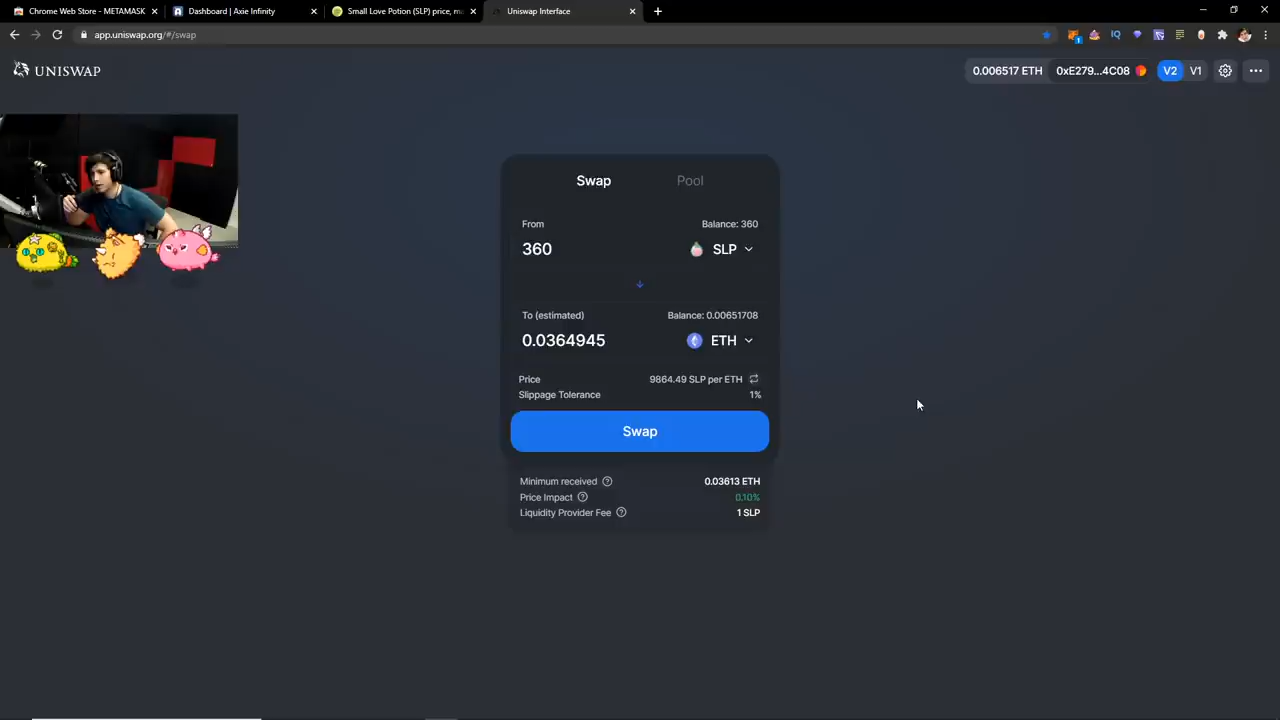 Chrome Web Store - METAMASK
Dashboard | Axie Infinity
Small Love Potion (SLP) price, ma
Uniswap Interface
app.uniswap.org/#/swap
UNISWAP
0.006517 ETH 0xE279...4C08 V2 V1
Swap Pool
From Balance: 360
360 SLP
To (estimated) Balance: 0.00651708
0.0364945 ETH
Price 9864.49 SLP per ETH
Slippage Tolerance 1%
Swap
Minimum received ? 0.03613 ETH
Price Impact ? 0.10%
Liquidity Provider Fee ? 1 SLP